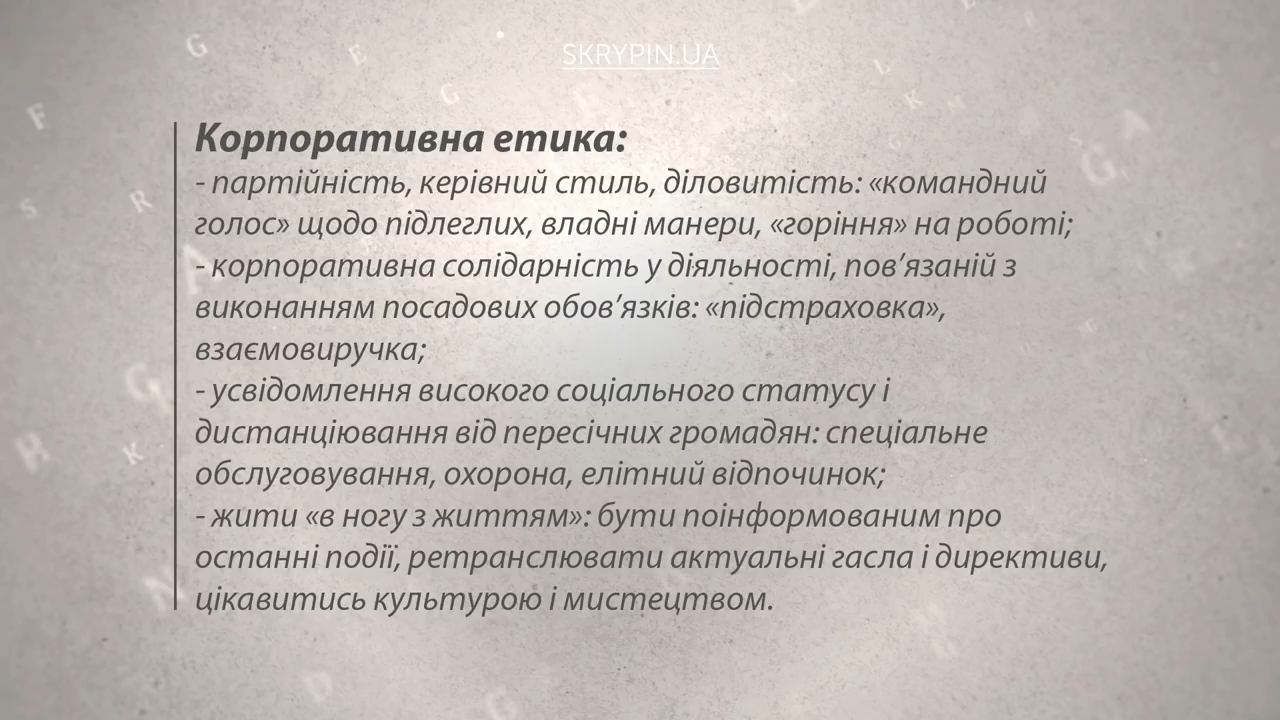 SKRYPIN.UA
Корпоративна етика:
- партійність, керівний стиль, діловитість: «командний
голос» щодо підлеглих, владні манери, «горіння» на роботі;
- корпоративна солідарність у діяльності, пов’язаній з
виконанням посадових обов’язків: «підстраховка»,
взаємовиручка;
- усвідомлення високого соціального статусу і
дистанціювання від пересічних громадян: спеціальне
обслуговування, охорона, елітний відпочинок;
- жити «в ногу з життям»: бути поінформованим про
останні події, ретранслювати актуальні гасла і директиви,
цікавитись культурою і мистецтвом.